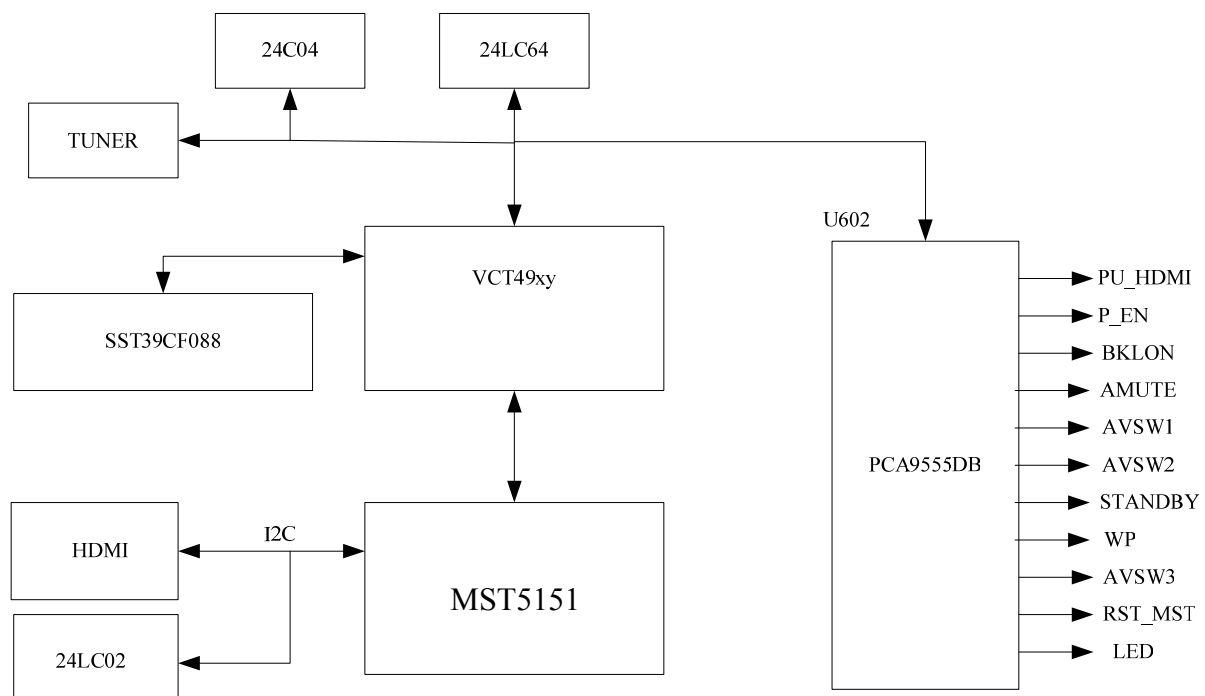 24C04
24LC64
TUNER
U602
VCT49xy
SST39CF088
PU_HDMI
P_EN
BKLON
AMUTE
AVSW1
AVSW2
STANDBY
WP
AVSW3
RST_MST
LED
PCA9555DB
I2C
HDMI
MST5151
24LC02